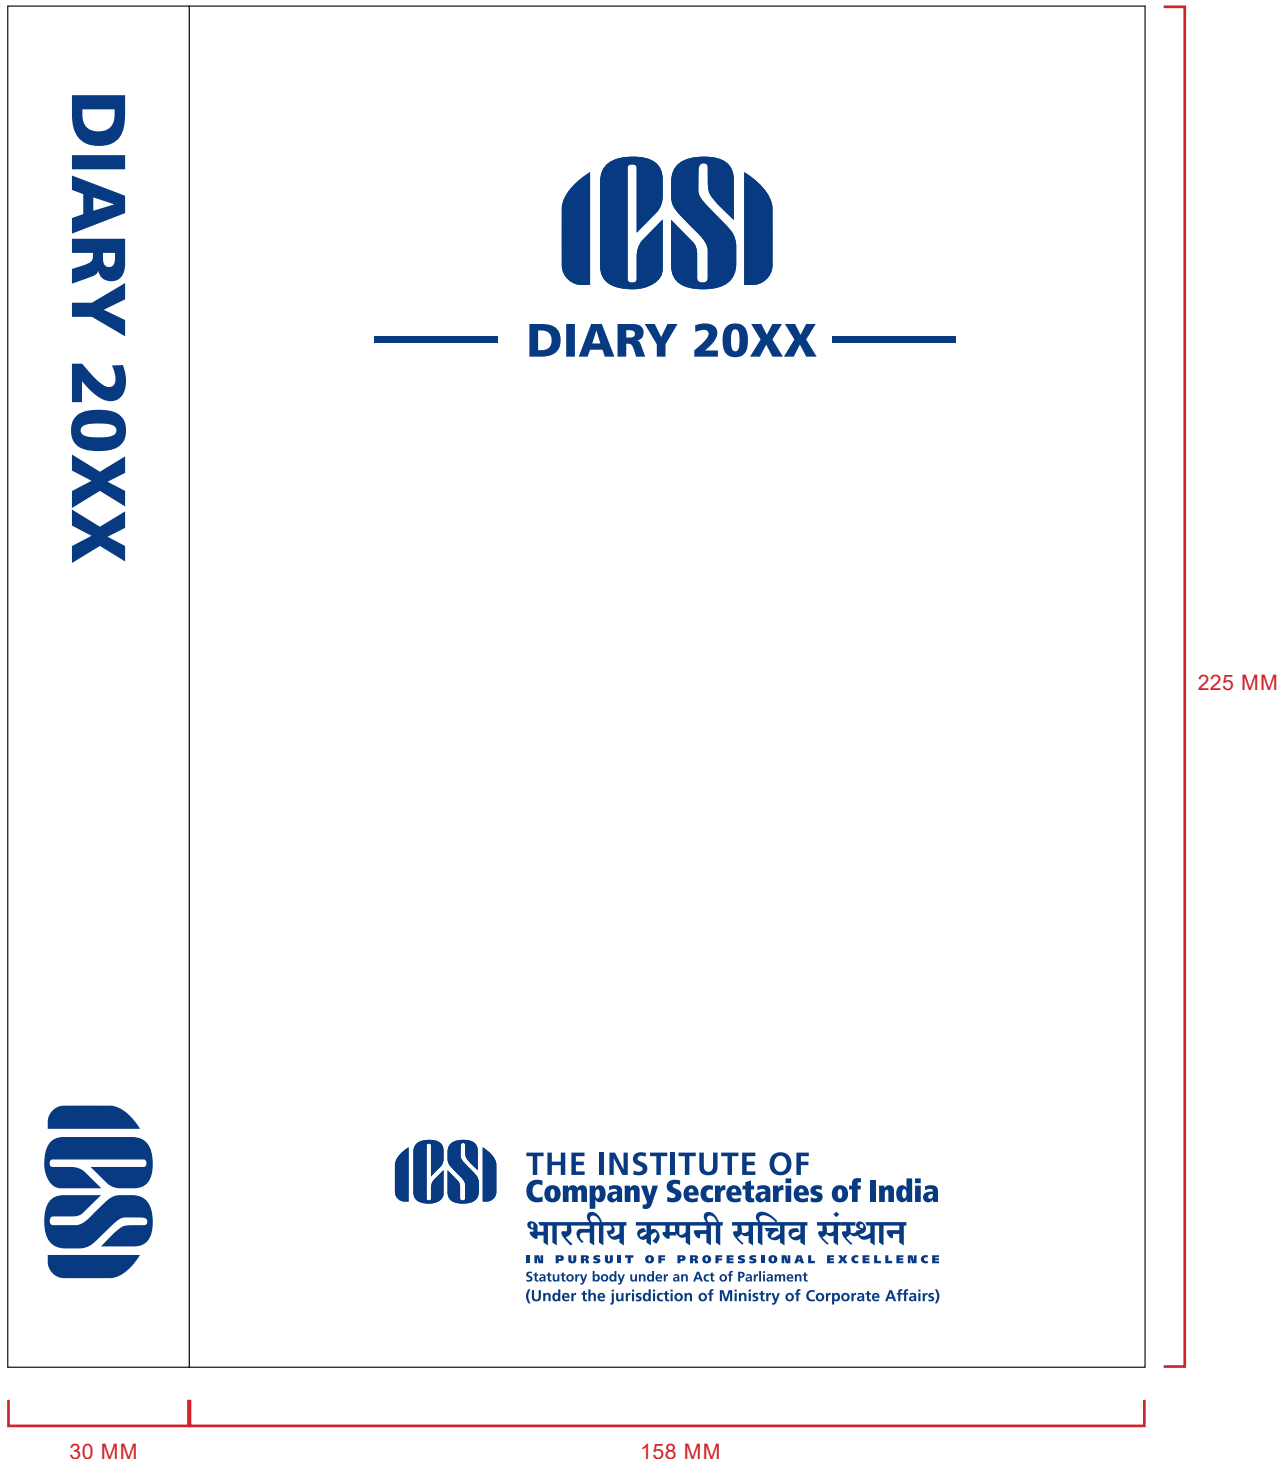 DIARY 20XX
ICSI
ICSI
DIARY 20XX
ICSI
THE INSTITUTE OF
Company Secretaries of India
भारतीय कम्पनी सचिव संस्थान
IN PURSUIT OF PROFESSIONAL EXCELLENCE
Statutory body under an Act of Parliament
(Under the jurisdiction of Ministry of Corporate Affairs)
225 MM
30 MM
158 MM